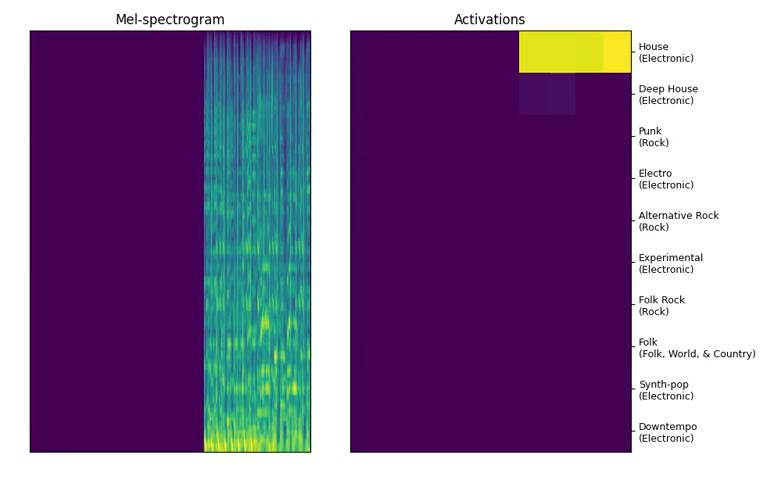 Mel-spectrogram
Activations
House
(Electronic)
Deep House
(Electronic)
Punk
(Rock)
Electro
(Electronic)
Alternative Rock
(Rock)
Experimental
(Electronic)
Folk Rock
(Rock)
Folk
(Folk, World, & Country)
Synth-pop
(Electronic)
Downtempo
(Electronic)